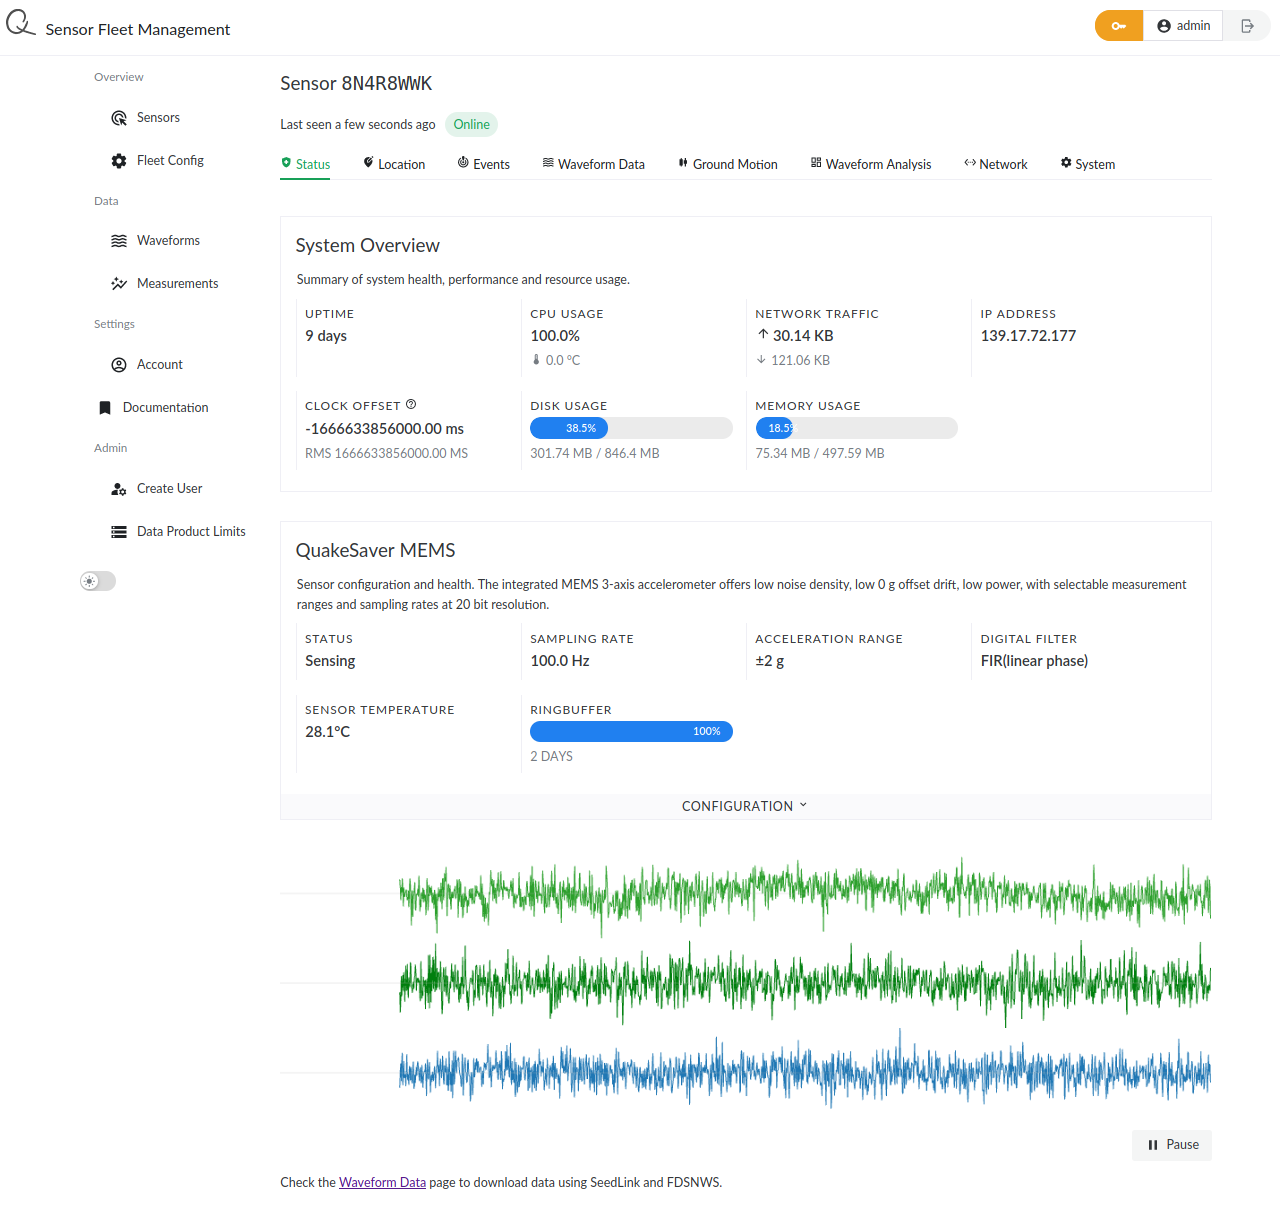 Sensor Fleet Management
admin
Overview
Sensors
Fleet Config
Data
Waveforms
Measurements
Settings
Account
Documentation
Admin
Create User
Data Product Limits
Sensor 8N4R8WWK
Last seen a few seconds ago Online
Status Location Events Waveform Data Ground Motion Waveform Analysis Network System
System Overview
Summary of system health, performance and resource usage.
UPTIME
9 days
CPU USAGE
100.0%
0.0 °C
NETWORK TRAFFIC
30.14 KB
121.06 KB
IP ADDRESS
139.17.72.177
CLOCK OFFSET
-1666633856000.00 ms
RMS 1666633856000.00 MS
DISK USAGE
38.5%
301.74 MB / 846.4 MB
MEMORY USAGE
18.5%
75.34 MB / 497.59 MB
QuakeSaver MEMS
Sensor configuration and health. The integrated MEMS 3-axis accelerometer offers low noise density, low 0 g offset drift, low power, with selectable measurement
ranges and sampling rates at 20 bit resolution.
STATUS
Sensing
SAMPLING RATE
100.0 Hz
ACCELERATION RANGE
±2 g
DIGITAL FILTER
FIR(linear phase)
SENSOR TEMPERATURE
28.1°C
RINGBUFFER
100%
2 DAYS
CONFIGURATION
Pause
Check the Waveform Data page to download data using SeedLink and FDSNWS.